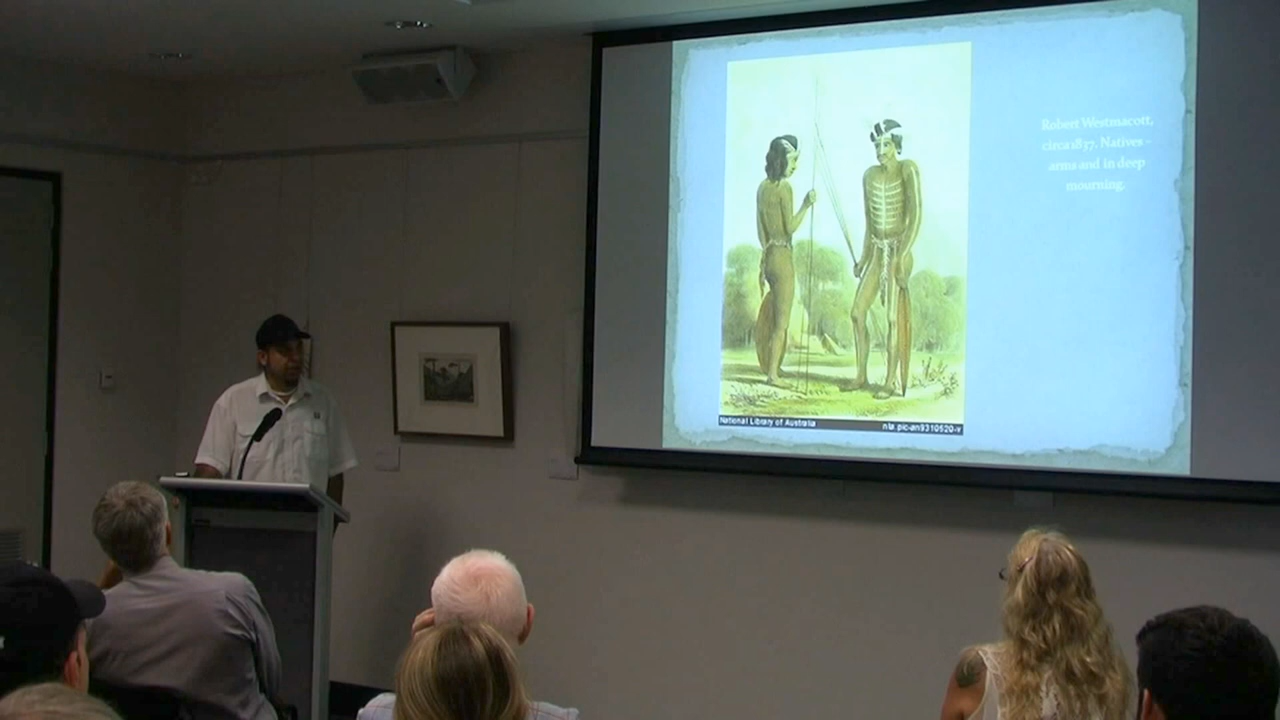 Robert Westmacott,
circa 1837. Natives -
arms and in deep
mourning.
National Library of Australia
nla.pic-an9310520-v